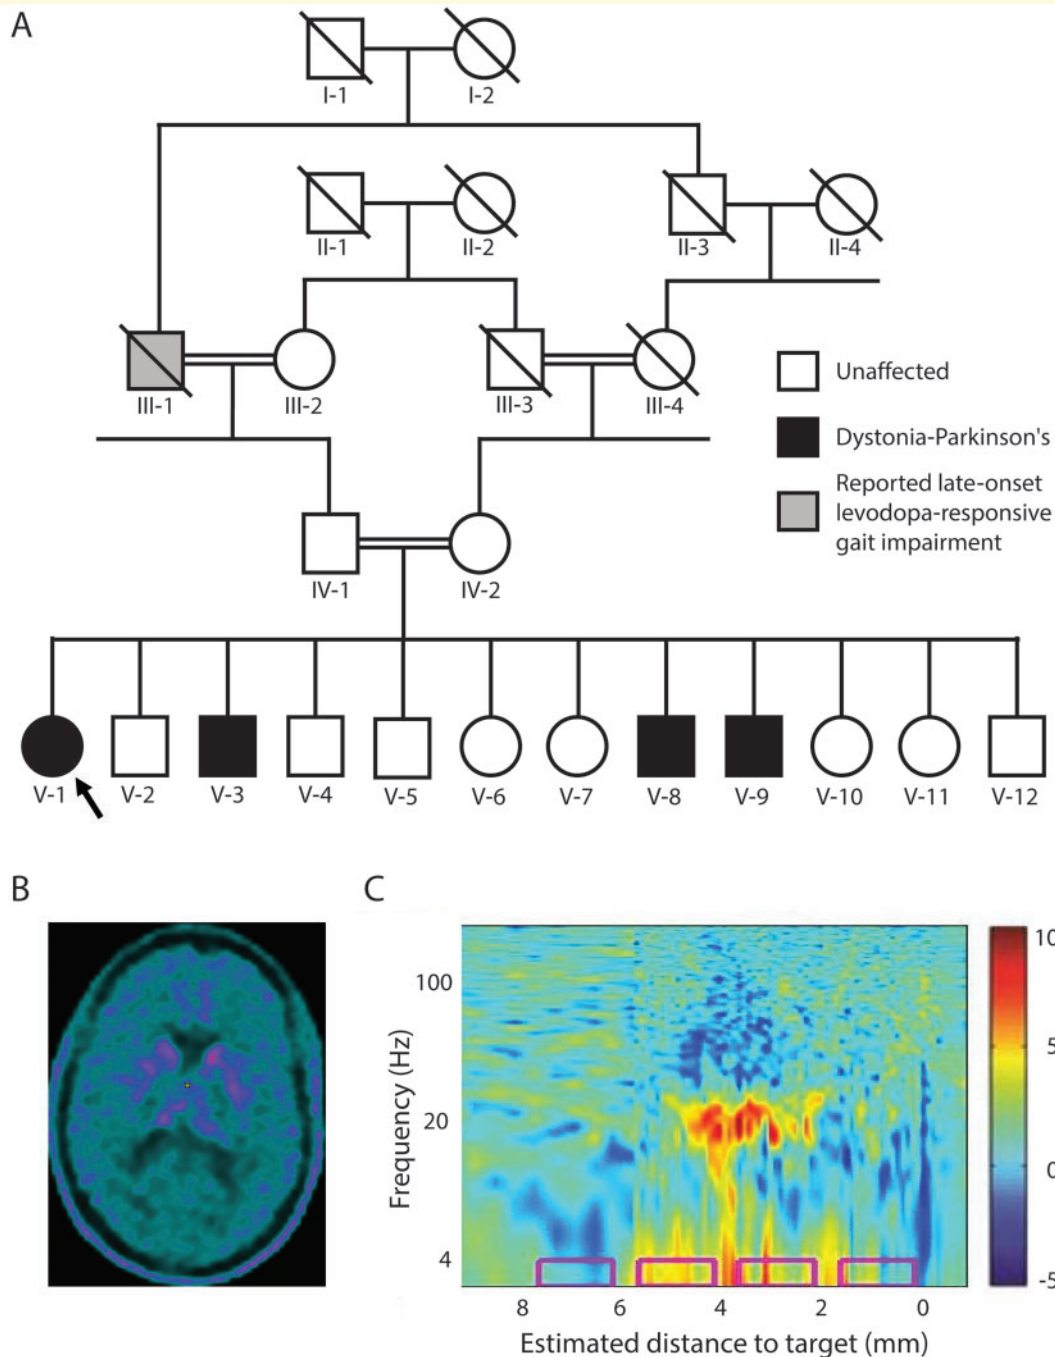 A
I-1 I-2
II-1 II-2 II-3 II-4
III-1 III-2 III-3 III-4
Unaffected
Dystonia-Parkinson's
Reported late-onset
levodopa-responsive
gait impairment
IV-1 IV-2
V-1 V-2 V-3 V-4 V-5 V-6 V-7 V-8 V-9 V-10 V-11 V-12
B
C
Frequency (Hz)
100
20
4
8 6 4 2 0
Estimated distance to target (mm)
10
5
0
-5